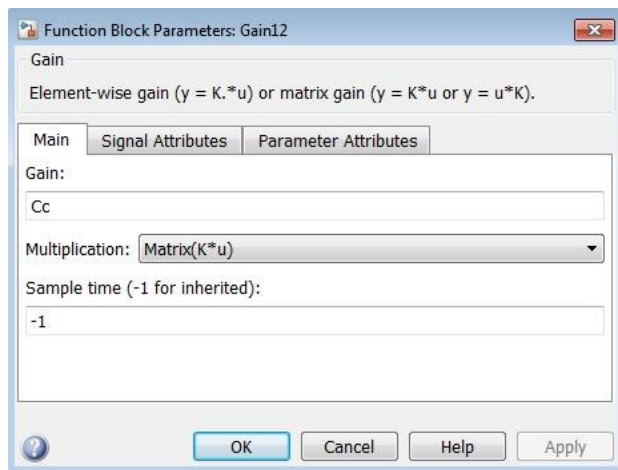 Function Block Parameters: Gain12
Gain
Element-wise gain (y = K.*u) or matrix gain (y = K*u or y = u*K).
Main Signal Attributes Parameter Attributes
Gain:
Cc
Multiplication: Matrix(K*u)
Sample time (-1 for inherited):
-1
OK Cancel Help Apply